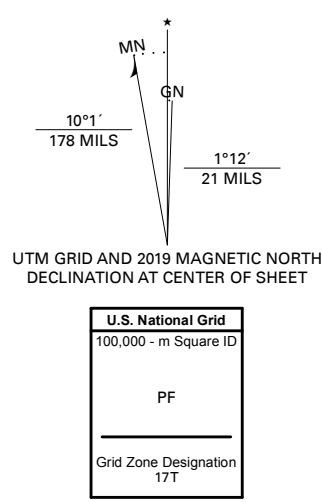 ★
MN
GN
10°1´
178 MILS
1°12´
21 MILS
UTM GRID AND 2019 MAGNETIC NORTH
DECLINATION AT CENTER OF SHEET
U.S. National Grid
100,000 - m Square ID
PF
Grid Zone Designation
17T